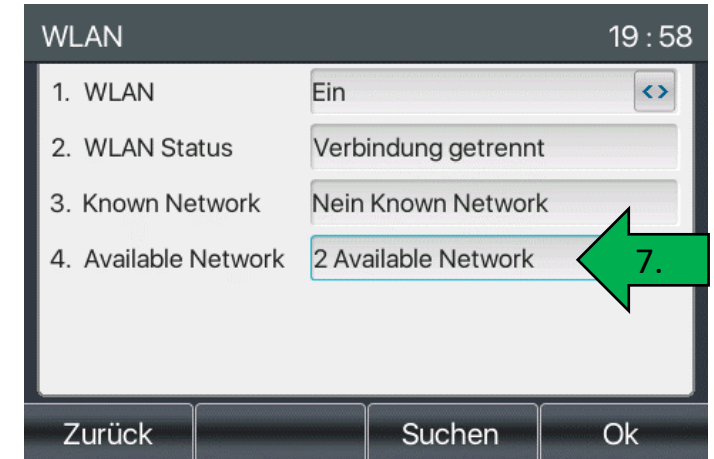 WLAN 19 : 58
1. WLAN Ein <>
2. WLAN Status Verbindung getrennt
3. Known Network Nein Known Network
4. Available Network 2 Available Network 7.
Zurück Suchen Ok